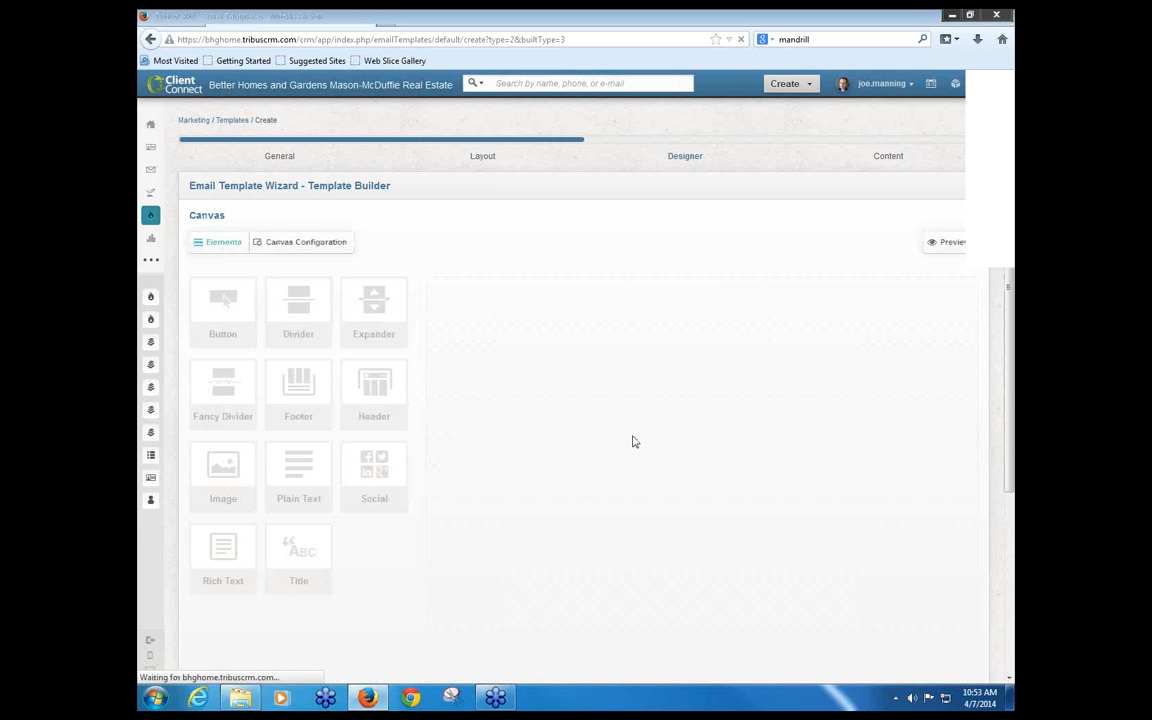 https://bhghome.tribuscrm.com/crm/app/index.php/emailTemplates/default/create?type=2&builtType=3
mandrill
Most Visited Getting Started Suggested Sites Web Slice Gallery
Client Connect Better Homes and Gardens Mason-McDuffie Real Estate Search by name, phone, or e-mail Create joe.manning
Marketing / Templates / Create
General Layout Designer Content
Email Template Wizard - Template Builder
Canvas
Elements Canvas Configuration Preview
Button Divider Expander
Fancy Divider Footer Header
Image Plain Text Social
ABC
Rich Text Title
Waiting for bhghome.tribuscrm.com...
10:53 AM
4/7/2014